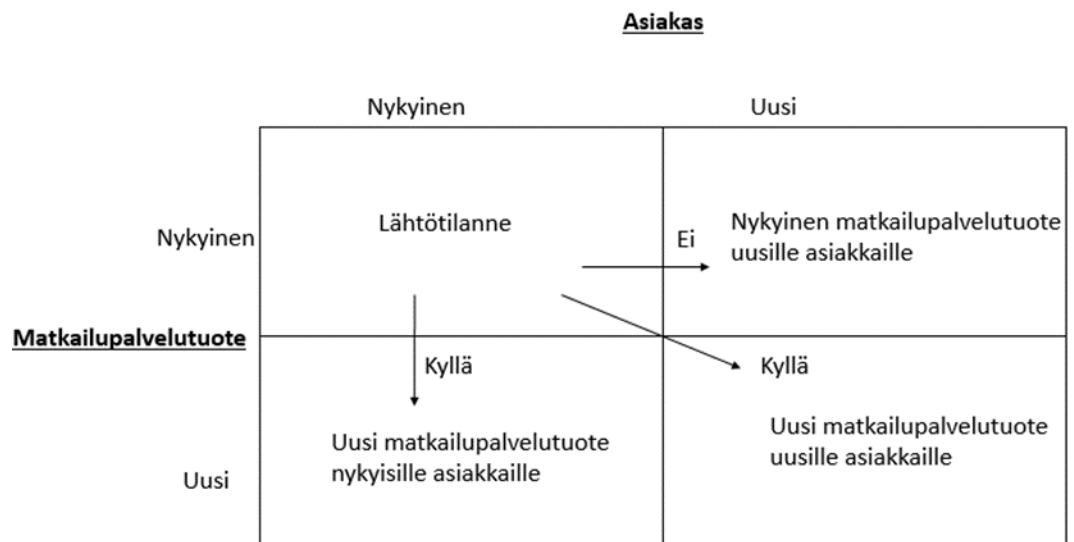 Asiakas
Nykyinen
Uusi
Nykyinen
Lähtötilanne
Ei
Nykyinen matkailupalvelutuote
uusille asiakkaille
Matkailupalvelutuote
Kyllä
Kyllä
Uusi
Uusi matkailupalvelutuote
nykyisille asiakkaille
Uusi matkailupalvelutuote
uusille asiakkaille